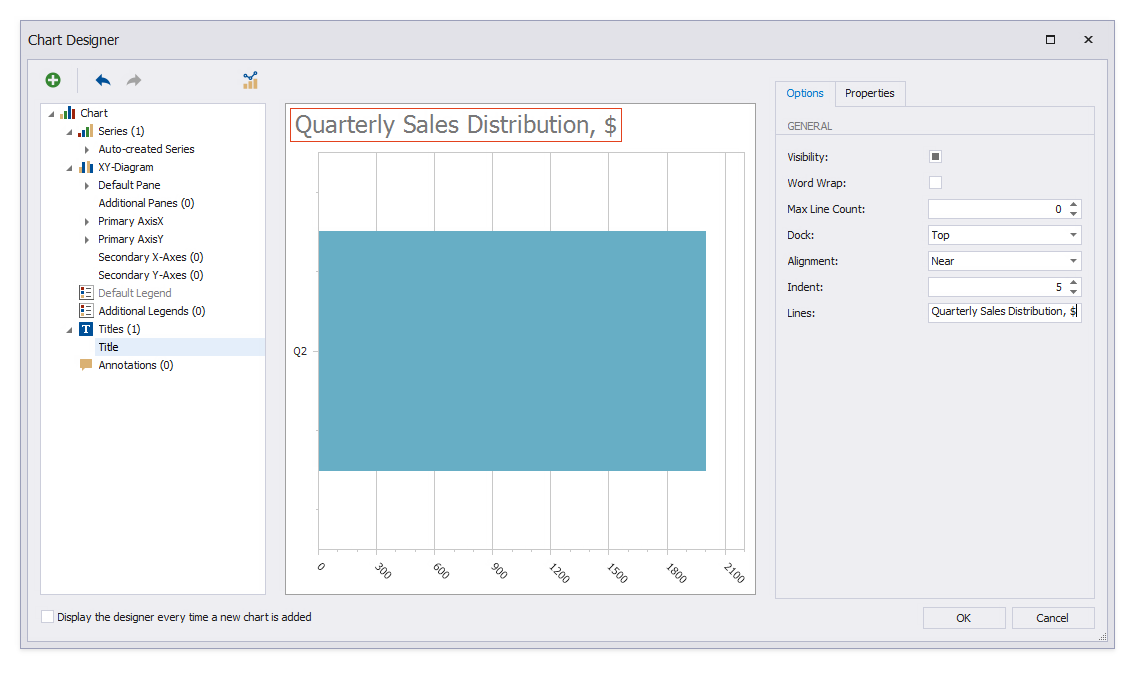 Chart Designer
Chart
Series (1)
Auto-created Series
XY-Diagram
Default Pane
Additional Panes (0)
Primary AxisX
Primary AxisY
Secondary X-Axes (0)
Secondary Y-Axes (0)
Default Legend
Additional Legends (0)
T Titles (1)
Title
Annotations (0)
Quarterly Sales Distribution, $
Q2
0 300 600 900 1200 1500 1800 2100
Options Properties
GENERAL
Visibility:
Word Wrap:
Max Line Count: 0
Dock: Top
Alignment: Near
Indent: 5
Lines: Quarterly Sales Distribution, $
Display the designer every time a new chart is added
OK Cancel